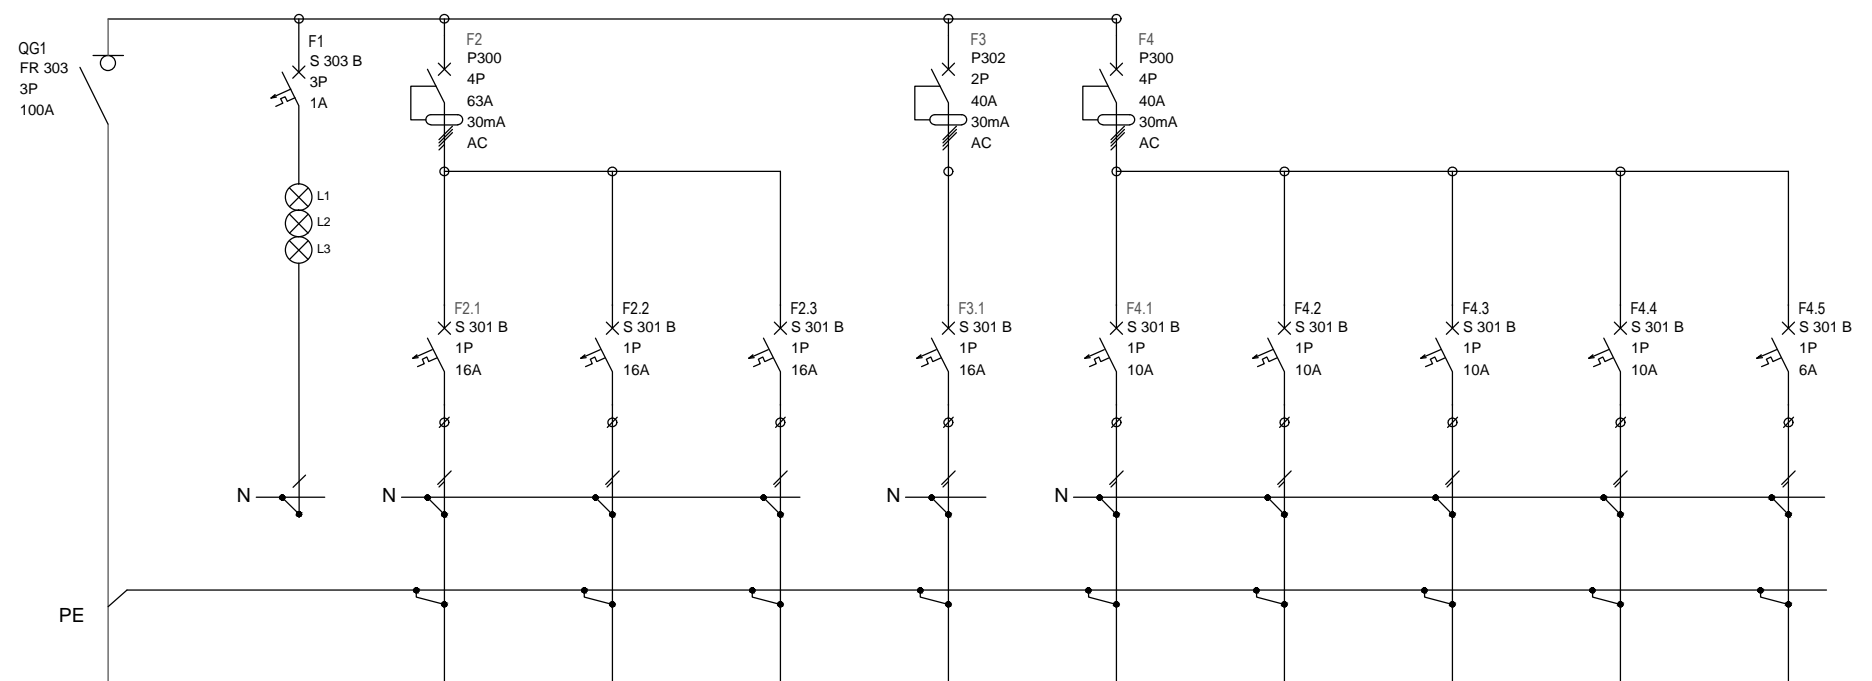 QG1
FR 303
3P
100A
F1
S 303 B
3P
1A
L1
L2
L3
F2
P300
4P
63A
30mA
AC
F3
P302
2P
40A
30mA
AC
F4
P300
4P
40A
30mA
AC
F2.1
S 301 B
1P
16A
F2.2
S 301 B
1P
16A
F2.3
S 301 B
1P
16A
F3.1
S 301 B
1P
16A
F4.1
S 301 B
1P
10A
F4.2
S 301 B
1P
10A
F4.3
S 301 B
1P
10A
F4.4
S 301 B
1P
10A
F4.5
S 301 B
1P
6A
N
N
N
N
PE